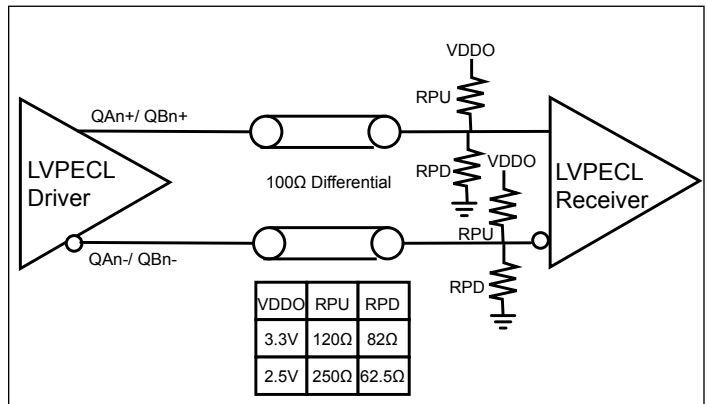 VDDO
RPU
QAn+/ QBn+
LVPECL
Driver
100Ω Differential
RPD
VDDO
LVPECL
Receiver
RPU
QAn-/ QBn-
RPD
VDDO RPU RPD
3.3V 120Ω 82Ω
2.5V 250Ω 62.5Ω